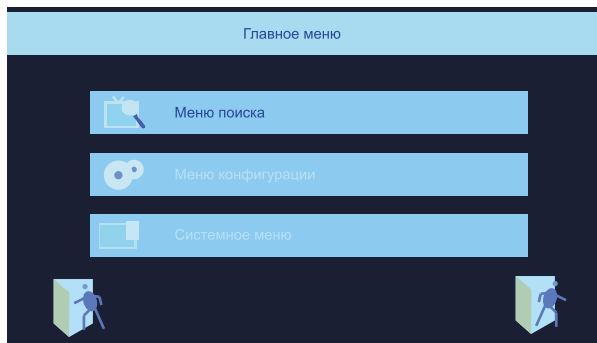 Главное меню
Меню поиска
Меню конфигурации
Системное меню